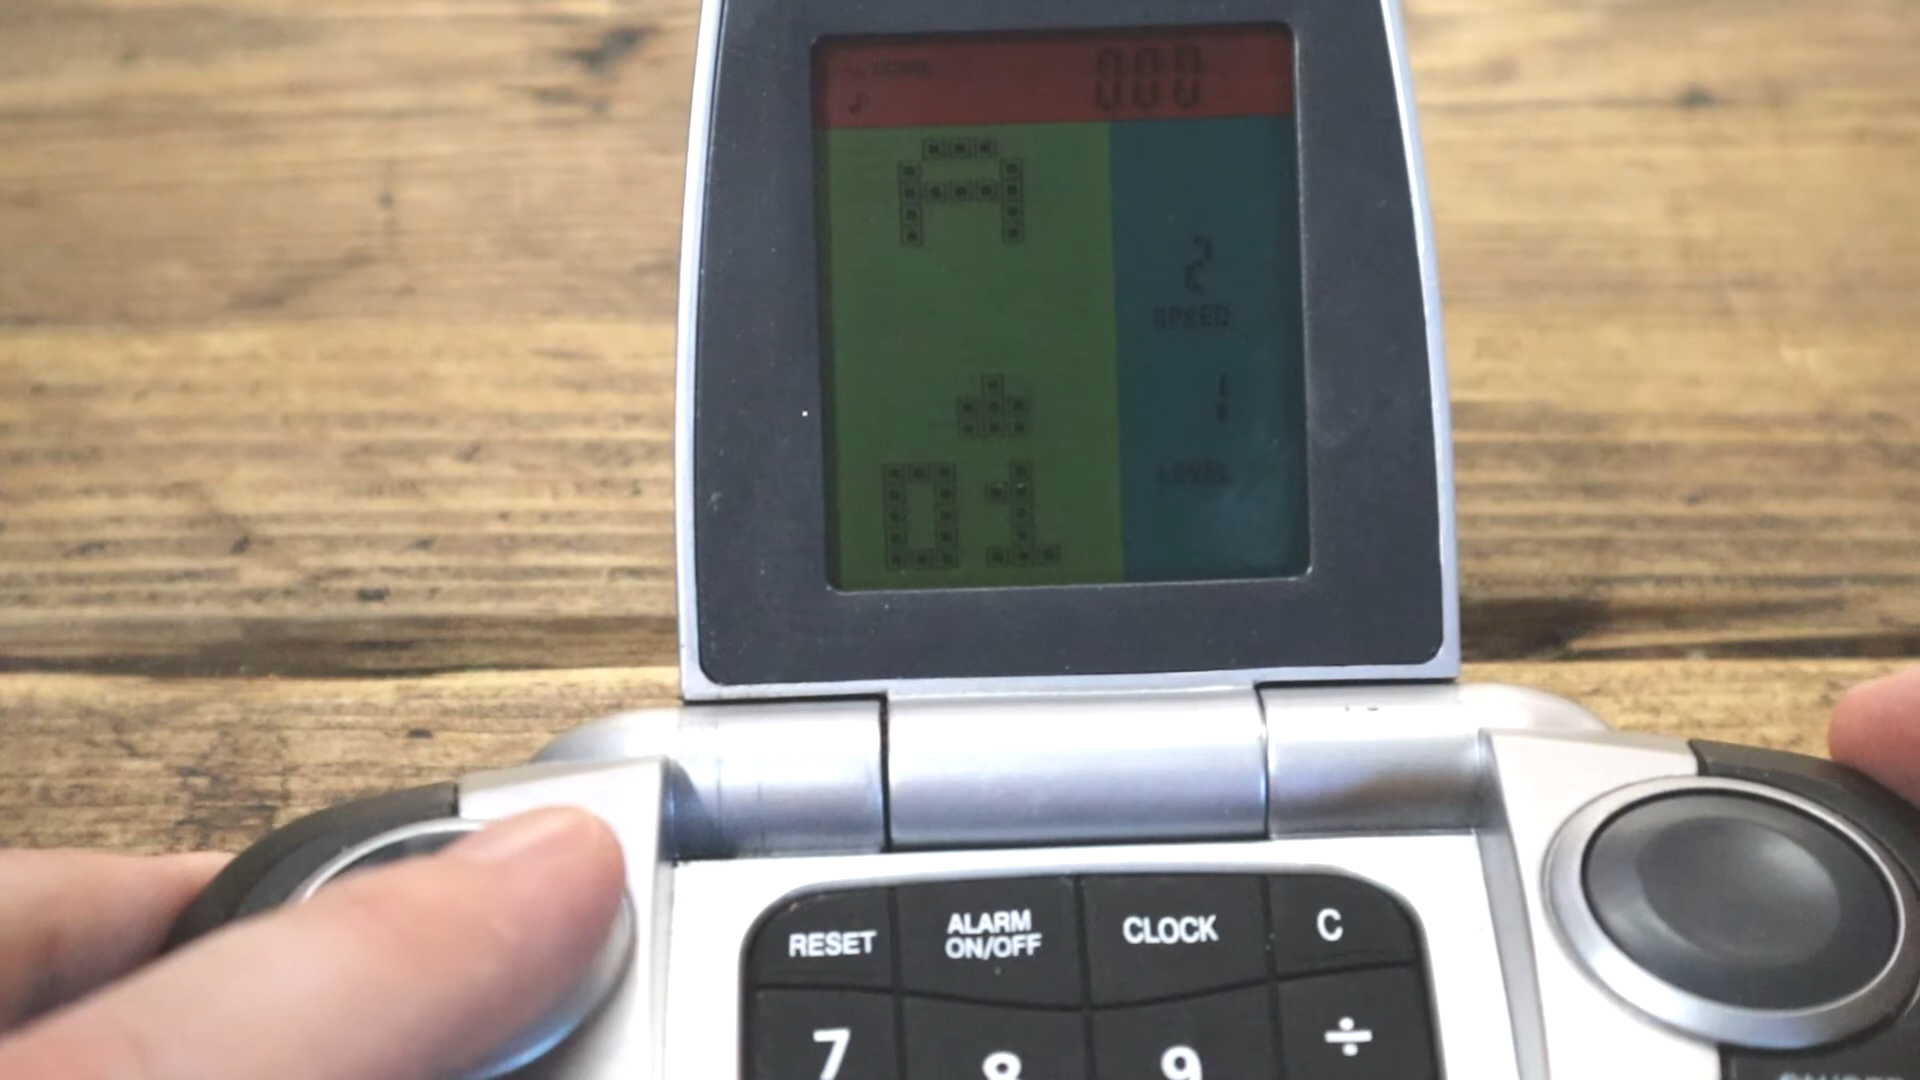 000
A
2
SPEED
1
LEVEL
01
RESET
ALARM
ON/OFF
CLOCK
C
7
8
9
÷